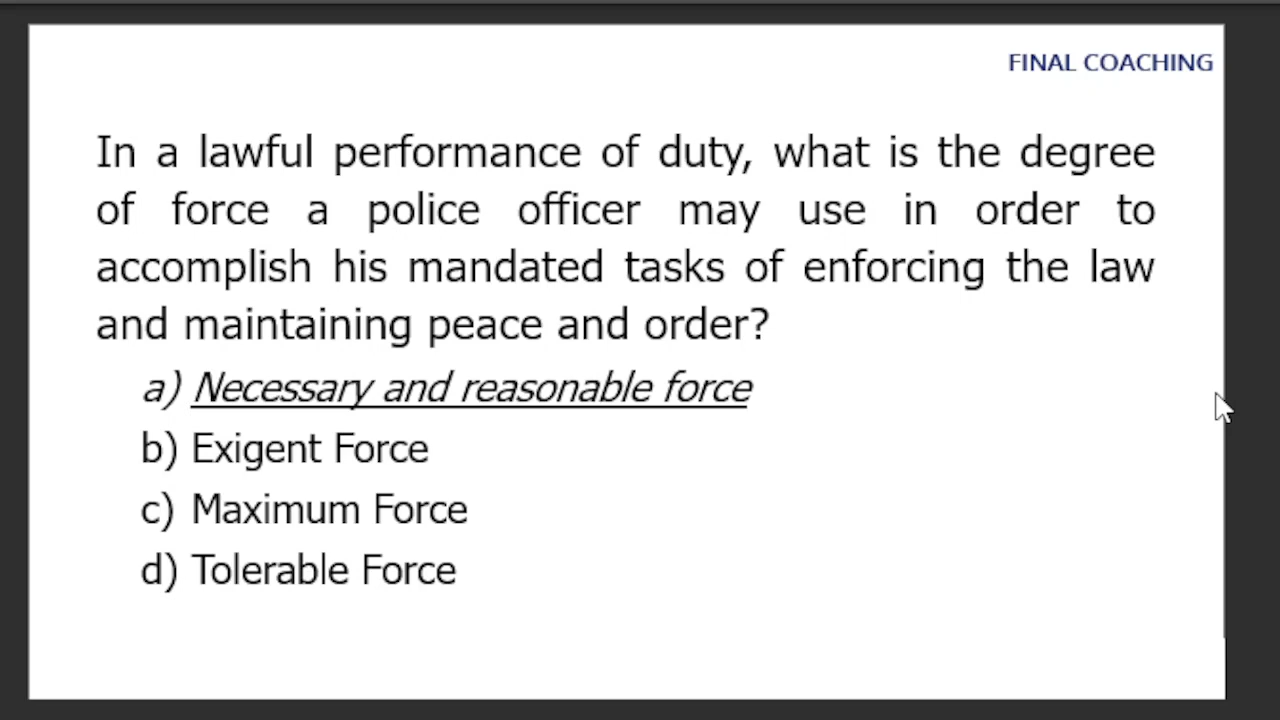 FINAL COACHING
In a lawful performance of duty, what is the degree
of force a police officer may use in order to
accomplish his mandated tasks of enforcing the law
and maintaining peace and order?
a) Necessary and reasonable force
b) Exigent Force
c) Maximum Force
d) Tolerable Force